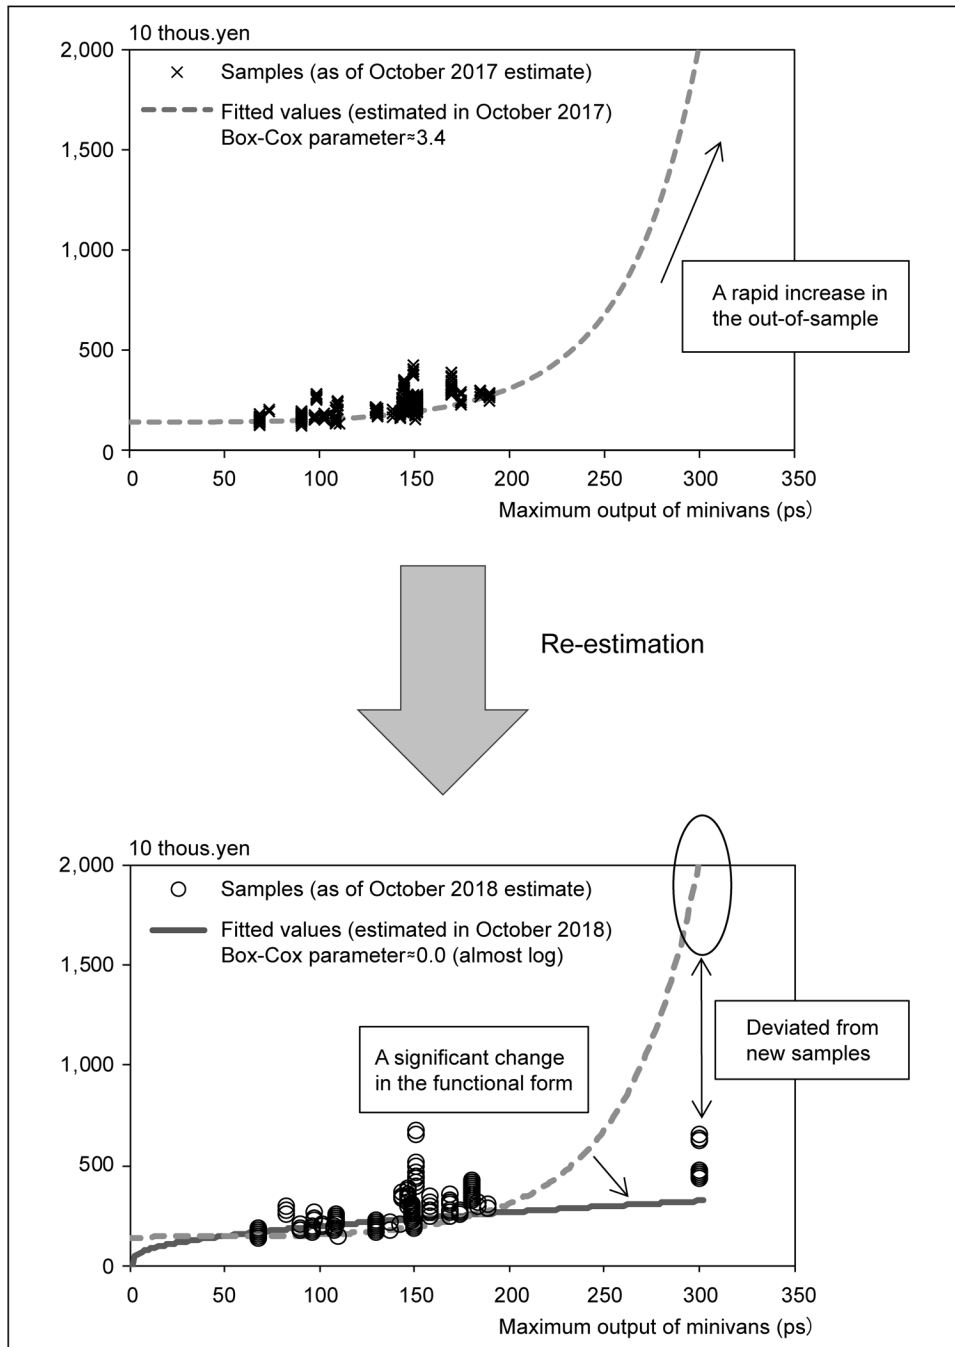 10 thous.yen
2,000
Samples (as of October 2017 estimate)
Fitted values (estimated in October 2017)
Box-Cox parameter≈3.4
1,500
1,000
A rapid increase in
the out-of-sample
500
0
0 50 100 150 200 250 300 350
Maximum output of minivans (ps)
Re-estimation
10 thous.yen
2,000
Samples (as of October 2018 estimate)
Fitted values (estimated in October 2018)
Box-Cox parameter≈0.0 (almost log)
1,500
Deviated from
new samples
A significant change
in the functional form
1,000
500
0
0 50 100 150 200 250 300 350
Maximum output of minivans (ps)